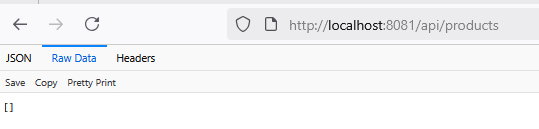 http://localhost:8081/api/products
JSON Raw Data Headers
Save Copy Pretty Print
[]